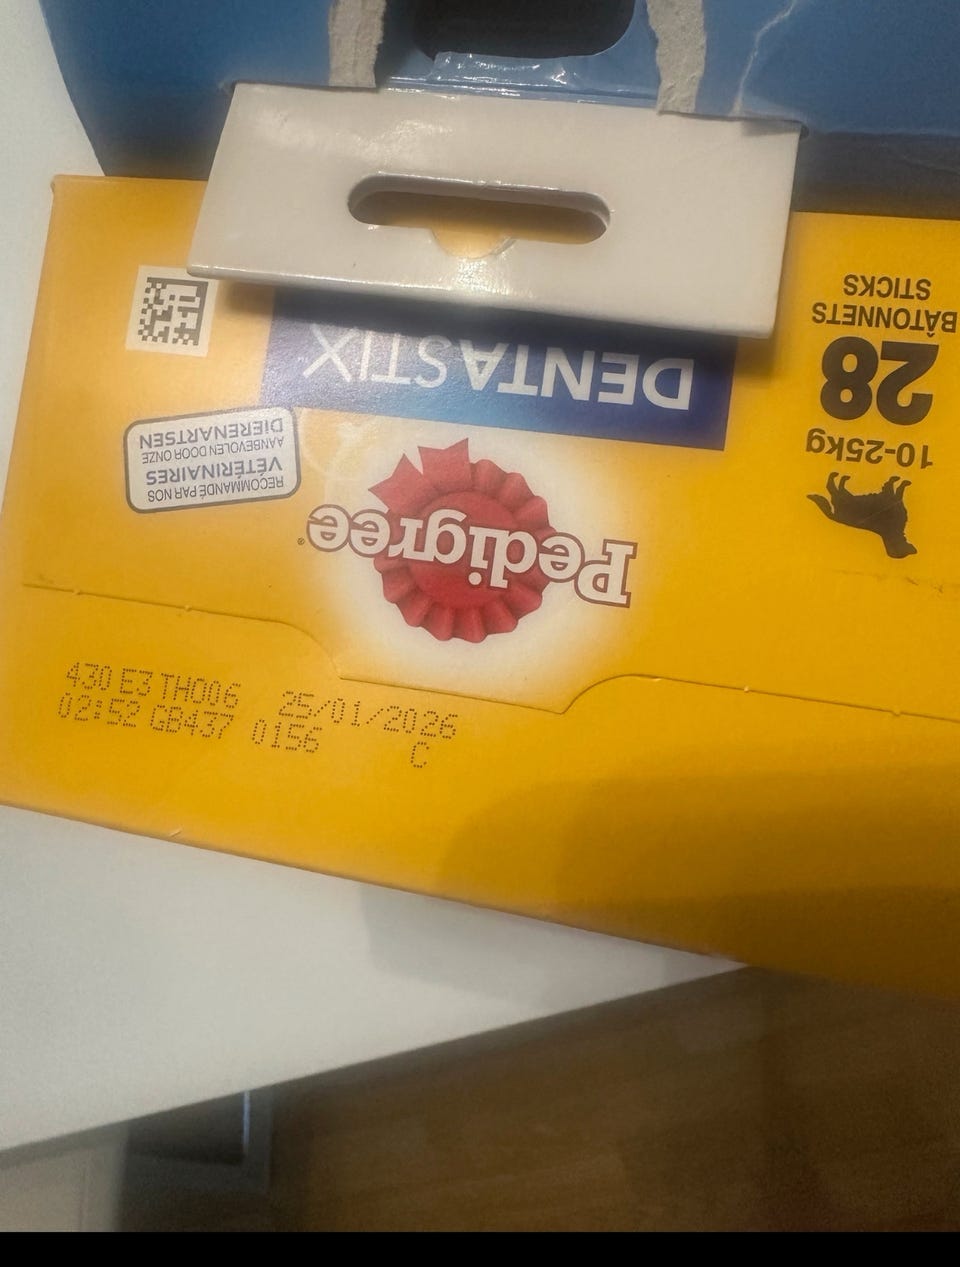 DENTASTIX™
Pedigree®
28
BÂTONNETS
STICKS
10-25kg
RECOMMANDÉ PAR NOS
VÉTÉRINAIRES
AANBEVOLEN DOOR ONZE
DIERENARTSEN
430 E3 TH006 25/01/2026
02:52 GB437 0156 C